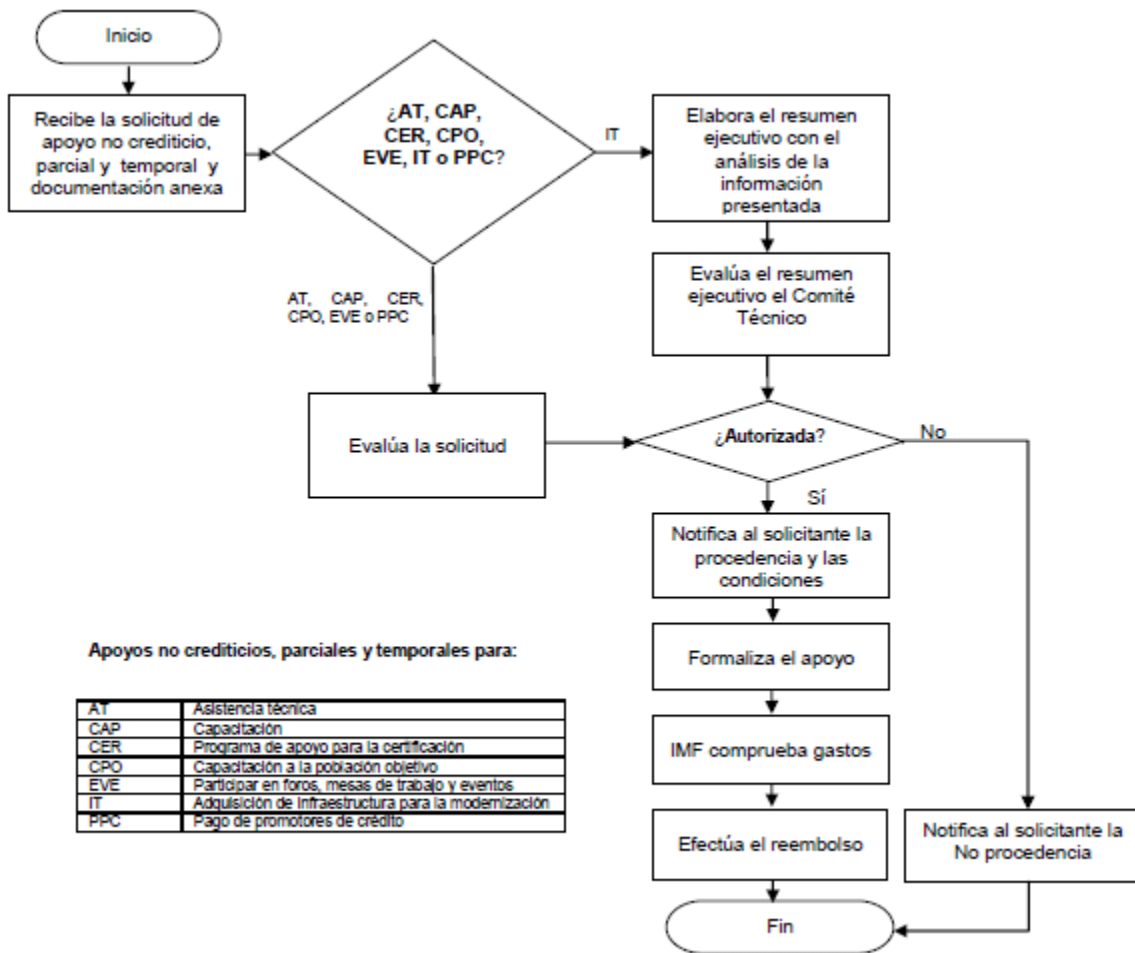 Inicio
Recibe la solicitud de
apoyo no crediticio,
parcial y temporal y
documentación anexa
¿AT, CAP,
CER, CPO,
EVE, IT o PPC?
IT
Elabora el resumen
ejecutivo con el
análisis de la
información
presentada
Evalúa el resumen
ejecutivo el Comité
Técnico
AT, CAP, CER,
CPO, EVE o PPC
Evalúa la solicitud
¿Autorizada?
No
Sí
Notifica al solicitante la
procedencia y las
condiciones
Formaliza el apoyo
IMF comprueba gastos
Efectúa el reembolso
Notifica al solicitante la
No procedencia
Fin
Apoyos no crediticios, parciales y temporales para:
AT Asistencia técnica
CAP Capacitación
CER Programa de apoyo para la certificación
CPO Capacitación a la población objetivo
EVE Participar en foros, mesas de trabajo y eventos
IT Adquisición de infraestructura para la modernización
PPC Pago de promotores de crédito